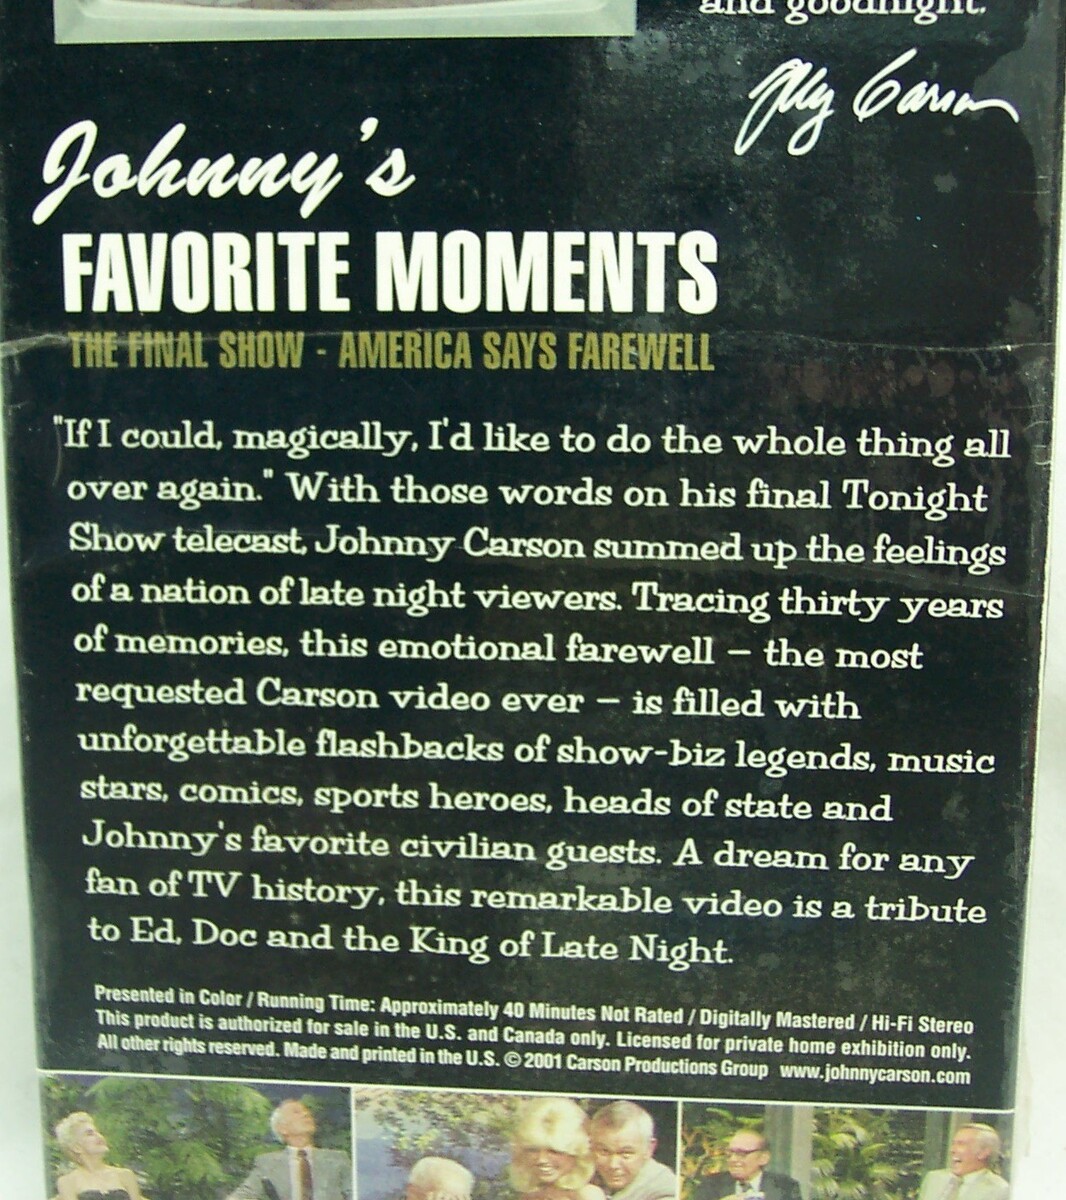 and goodnight.
Johnny Carson
Johnny's
FAVORITE MOMENTS
THE FINAL SHOW - AMERICA SAYS FAREWELL
"If I could, magically, I'd like to do the whole thing all
over again." With those words on his final Tonight
Show telecast, Johnny Carson summed up the feelings
of a nation of late night viewers. Tracing thirty years
of memories, this emotional farewell – the most
requested Carson video ever – is filled with
unforgettable flashbacks of show-biz legends, music
stars, comics, sports heroes, heads of state and
Johnny's favorite civilian guests. A dream for any
fan of TV history, this remarkable video is a tribute
to Ed, Doc and the King of Late Night.
Presented in Color / Running Time: Approximately 40 Minutes Not Rated / Digitally Mastered / Hi-Fi Stereo
This product is authorized for sale in the U.S. and Canada only. Licensed for private home exhibition only.
All other rights reserved. Made and printed in the U.S. © 2001 Carson Productions Group www.johnnycarson.com